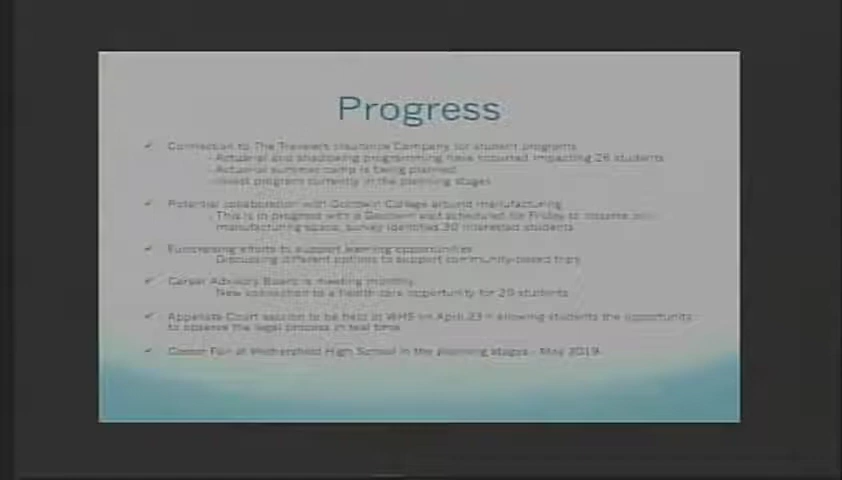 Progress
Connection to The Travelers Insurance Company for student programs
- Actuarial and shadowing programming have occurred impacting 26 students
- Actuarial summer camp is being planned
- Invest program currently in the planning stages
Potential collaboration with Goodwin College around manufacturing
- This is in progress with a Goodwin visit scheduled for Friday to
manufacturing space, survey identified 30 interested students
Fundraising efforts to support learning opportunities
Discussing different options to support community-based trips
Career Advisory Board is meeting monthly
New connection to a health care opportunity for 20 students
Appellate Court session to be held at WHS on April 23 allowing students the opportunity
to observe the legal process in real time
Career Fair at Wethersfield High School in the planning stages - May 2019